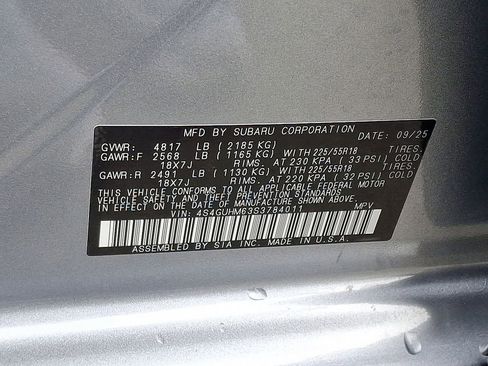 MFD BY SUBARU CORPORATION DATE: 09/25
GVWR: 4817 LB ( 2185 KG)
GAWR:F 2568 LB ( 1165 KG) WITH 225/55R18 TIRES,
18X7J RIMS, AT 230 KPA ( 33 PSI) COLD
GAWR:R 2491 LB ( 1130 KG) WITH 225/55R18 TIRES,
18X7J RIMS, AT 220 KPA ( 32 PSI) COLD
THIS VEHICLE CONFORMS TO ALL APPLICABLE FEDERAL MOTOR
VEHICLE SAFETY AND THEFT PREVENTION STANDARDS
IN EFFECT ON THE DATE OF MANUFACTURE SHOWN ABOVE.
VIN: 4S4GUHM63S3784011 MPV
ASSEMBLED BY SIA INC. MADE IN U.S.A.